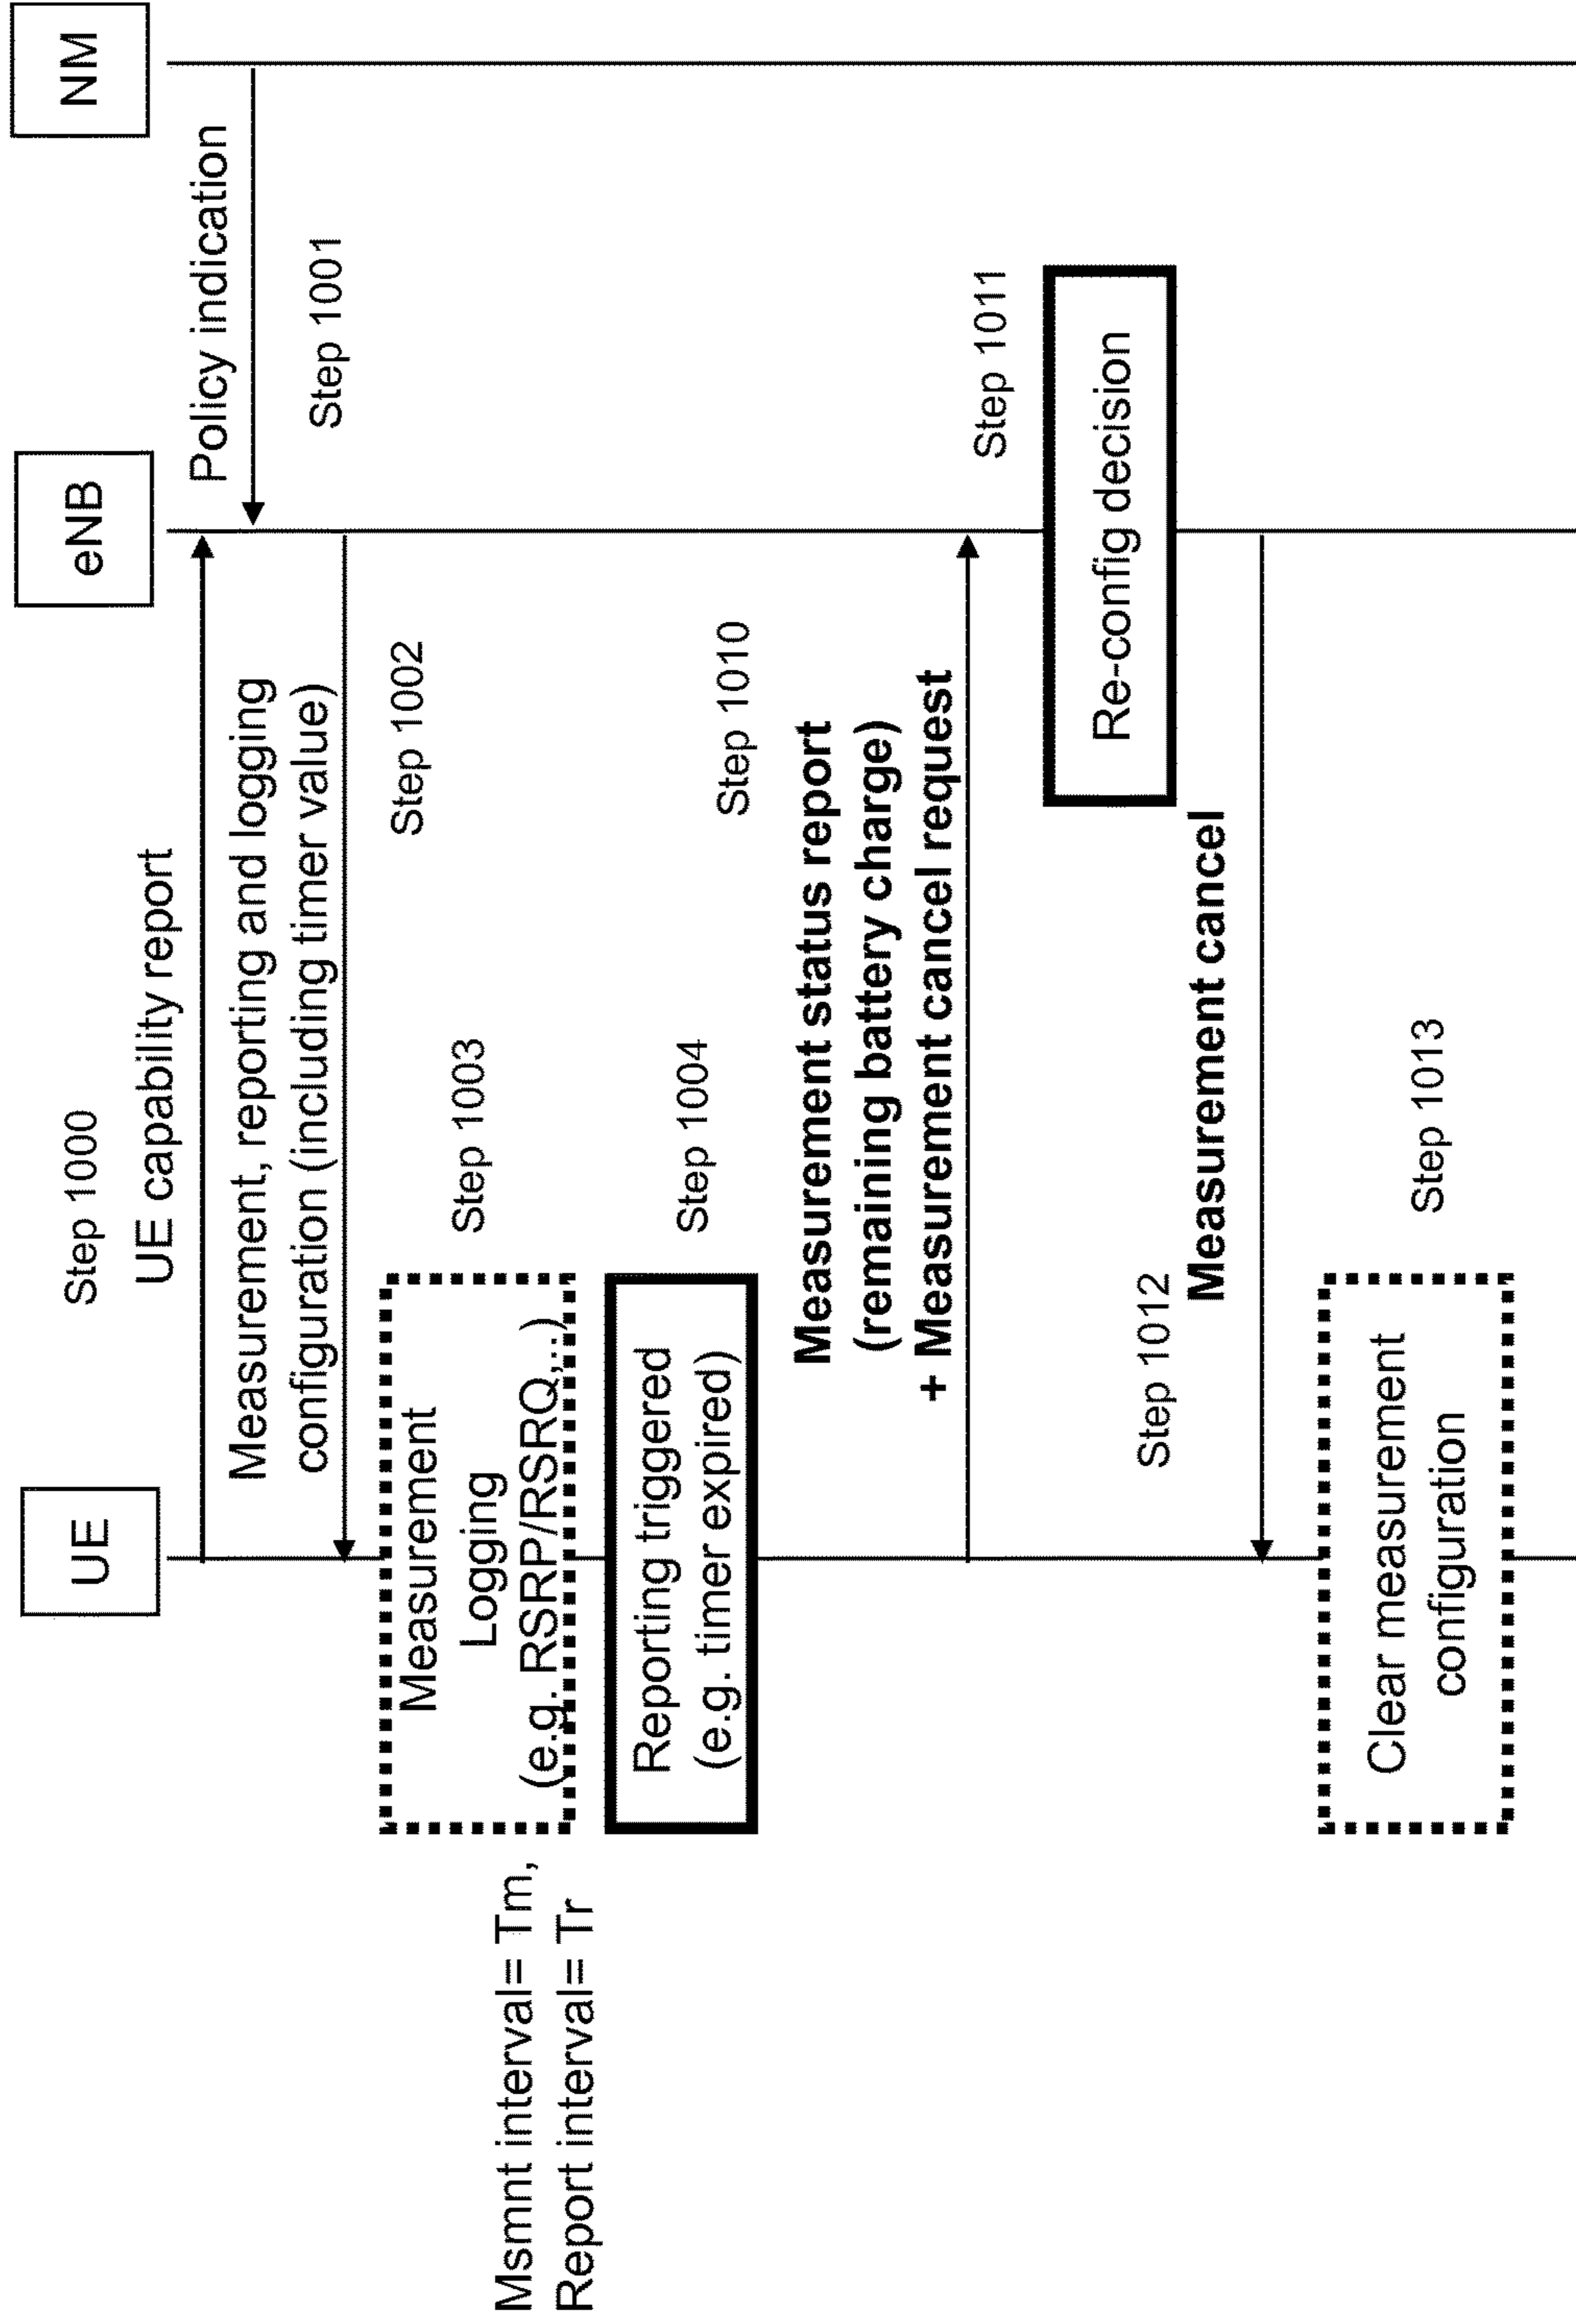 UE
eNB
NM
Step 1000
UE capability report
Policy indication
Step 1001
Measurement, reporting and logging
configuration (including timer value)
Step 1002
Msmnt interval= Tm,
Report interval= Tr
Measurement
Logging
(e.g. RSRP/RSRQ,..)
Step 1003
Reporting triggered
(e.g. timer expired)
Step 1004
Step 1010
Measurement status report
(remaining battery charge)
+ Measurement cancel request
Step 1011
Re-config decision
Step 1012
Measurement cancel
Clear measurement
configuration
Step 1013